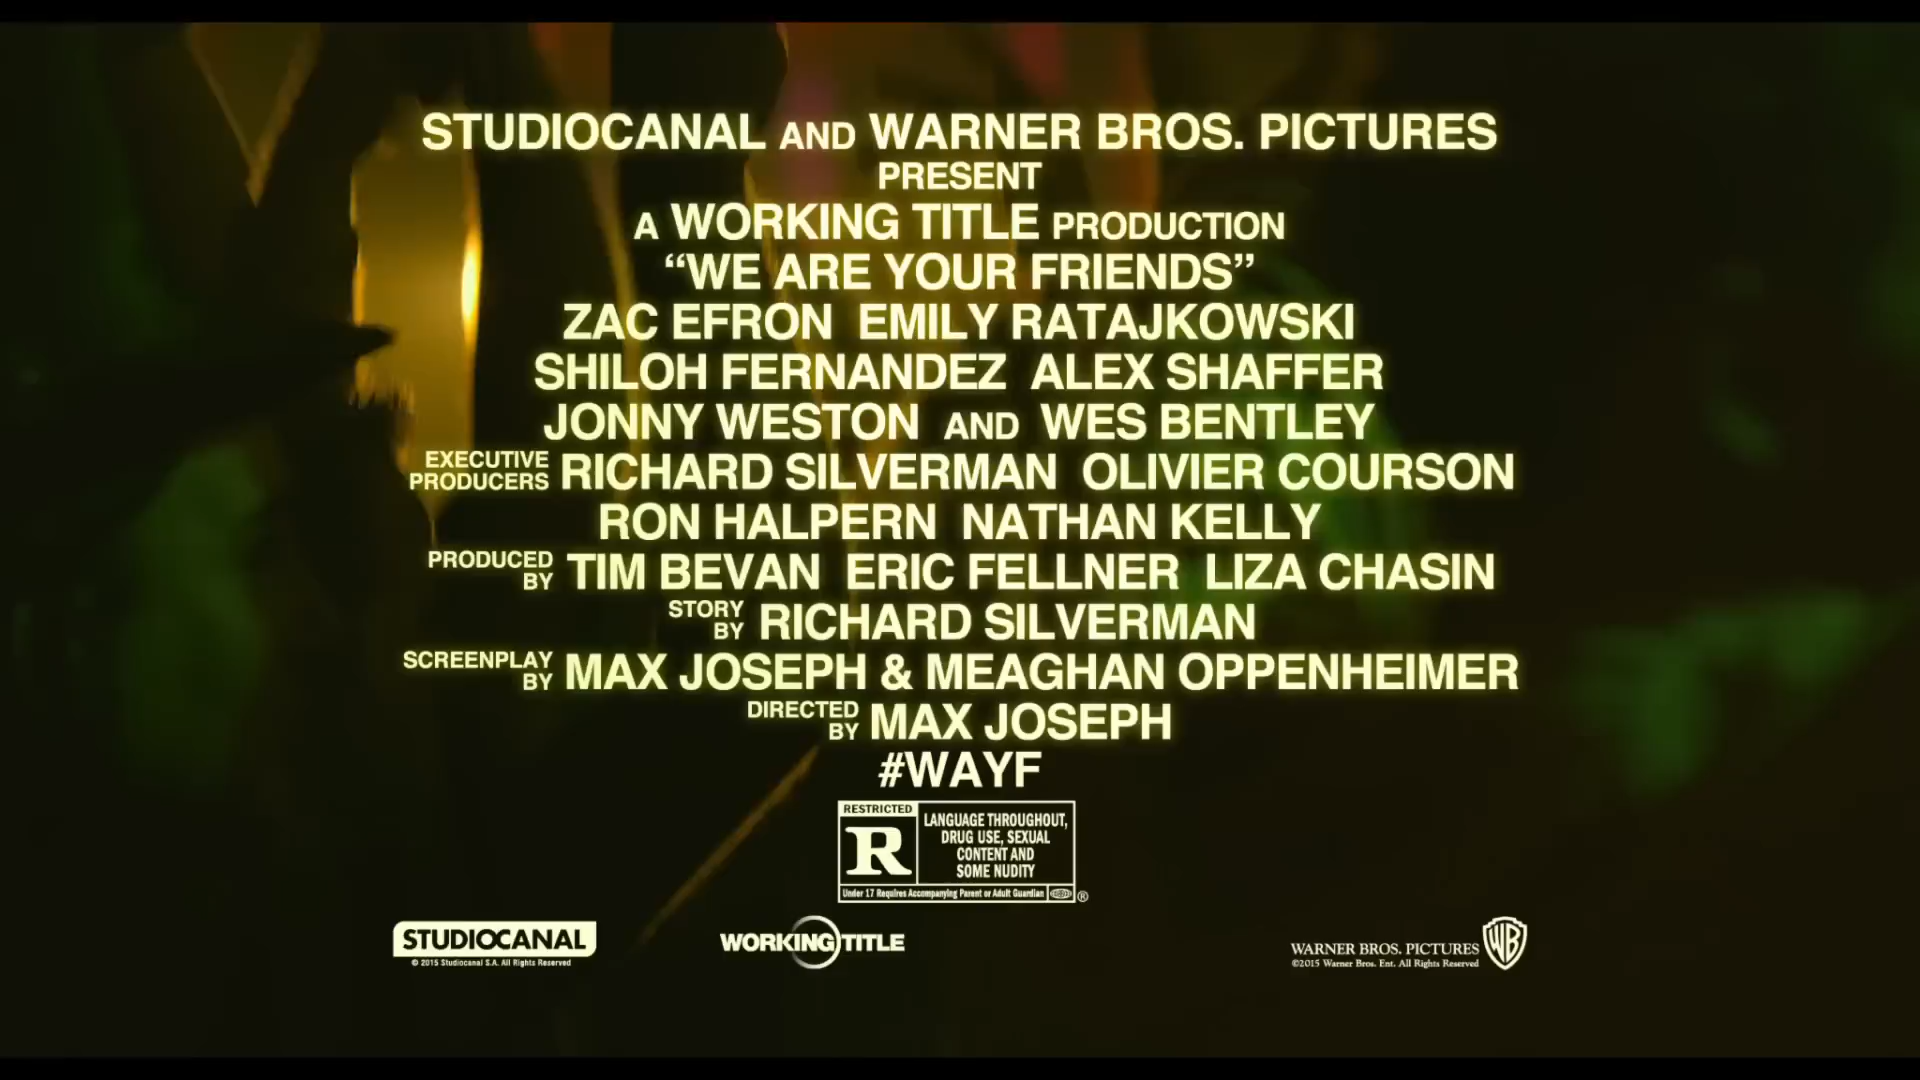 STUDIOCANAL AND WARNER BROS. PICTURES
PRESENT
A WORKING TITLE PRODUCTION
“WE ARE YOUR FRIENDS”
ZAC EFRON EMILY RATAJKOWSKI
SHILOH FERNANDEZ ALEX SHAFFER
JONNY WESTON AND WES BENTLEY
EXECUTIVE PRODUCERS RICHARD SILVERMAN OLIVIER COURSON
RON HALPERN NATHAN KELLY
PRODUCED BY TIM BEVAN ERIC FELLNER LIZA CHASIN
STORY BY RICHARD SILVERMAN
SCREENPLAY BY MAX JOSEPH & MEAGHAN OPPENHEIMER
DIRECTED BY MAX JOSEPH
#WAYF
RESTRICTED
R
LANGUAGE THROUGHOUT,
DRUG USE, SEXUAL
CONTENT AND
SOME NUDITY
Under 17 Requires Accompanying Parent or Adult Guardian
®
STUDIOCANAL
© 2015 Studiocanal S.A. All Rights Reserved
WORKING TITLE
WARNER BROS. PICTURES
©2015 Warner Bros. Ent. All Rights Reserved
WB